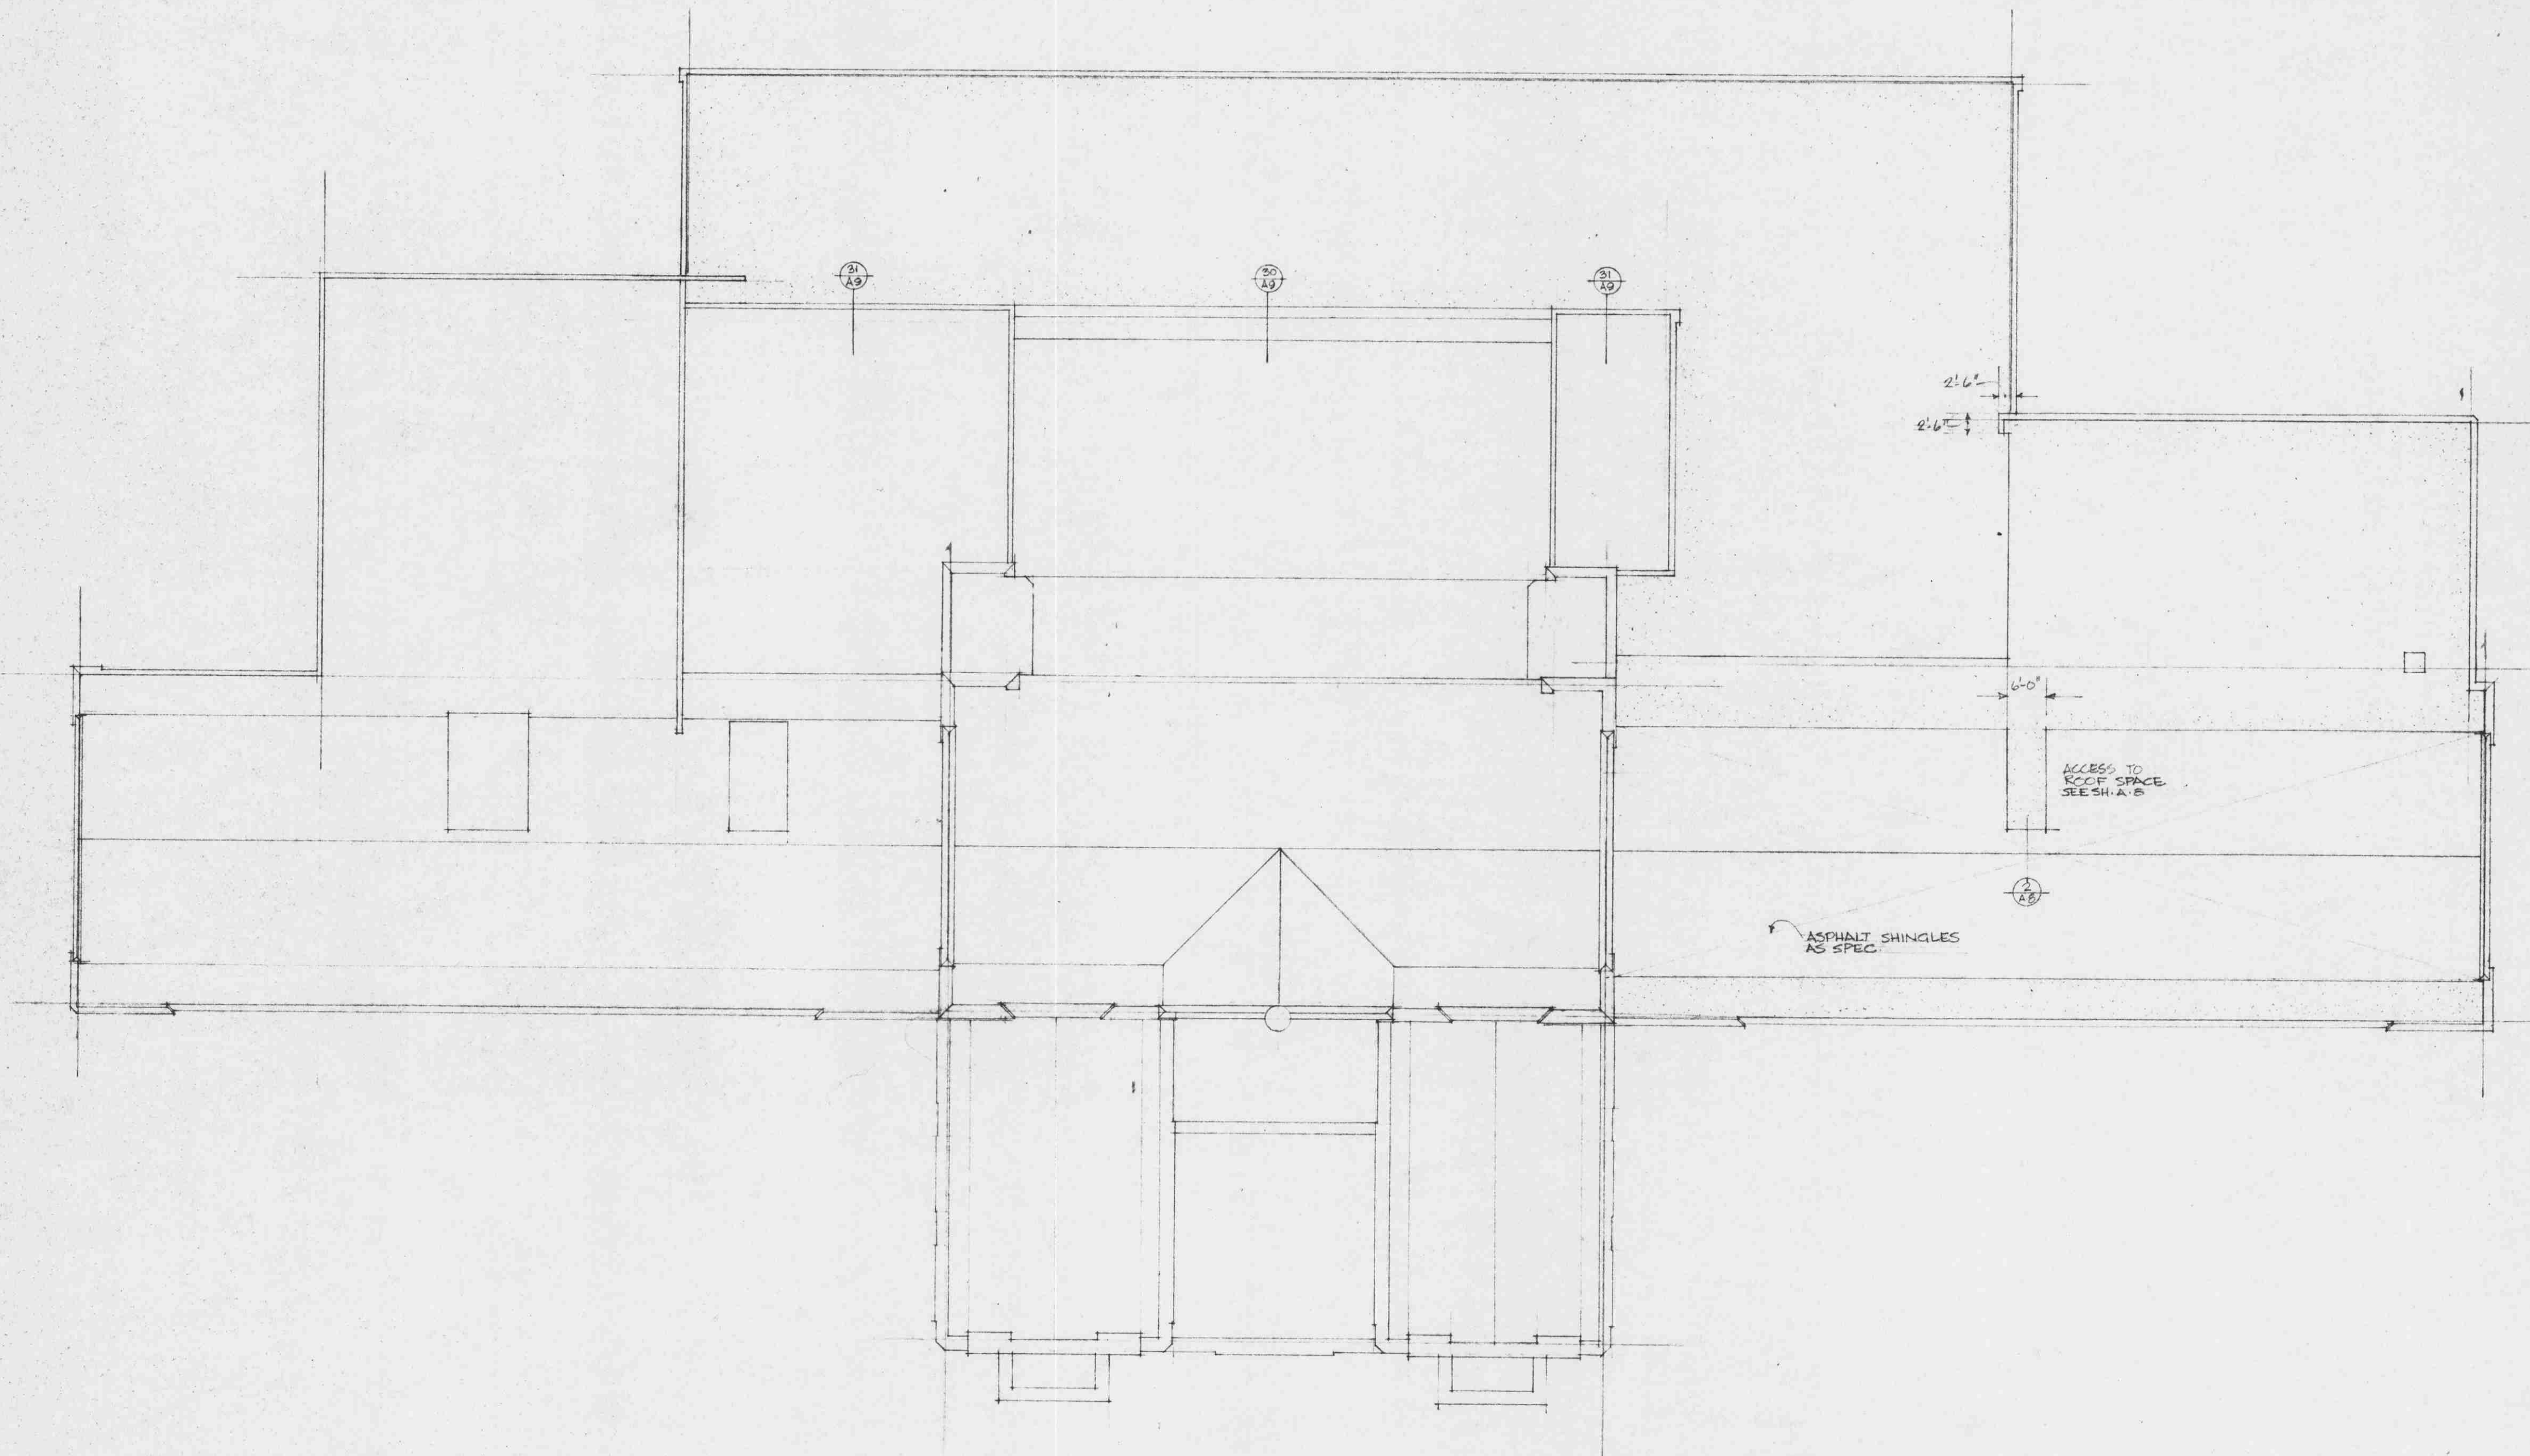 31
A9
30
A9
31
A9
2'-6"
2'-6"
6'-0"
ACCESS TO
ROOF SPACE
SEE SH. A-8
2
A8
ASPHALT SHINGLES
AS SPEC.